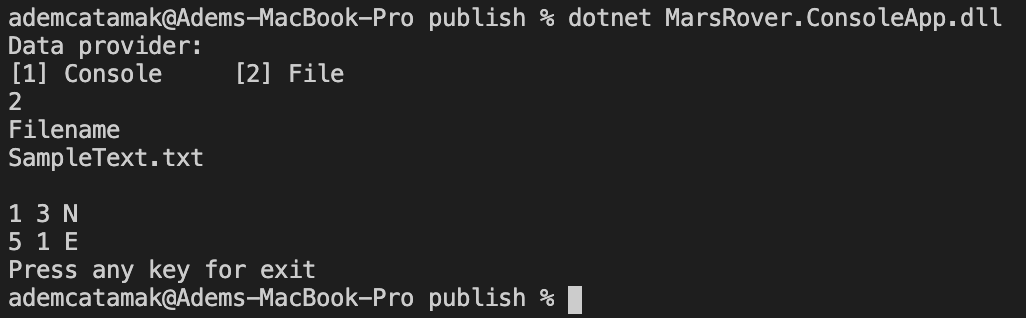 ademcatamak@Adems-MacBook-Pro publish % dotnet MarsRover.ConsoleApp.dll
Data provider:
[1] Console     [2] File
2
Filename
SampleText.txt

1 3 N
5 1 E
Press any key for exit
ademcatamak@Adems-MacBook-Pro publish %